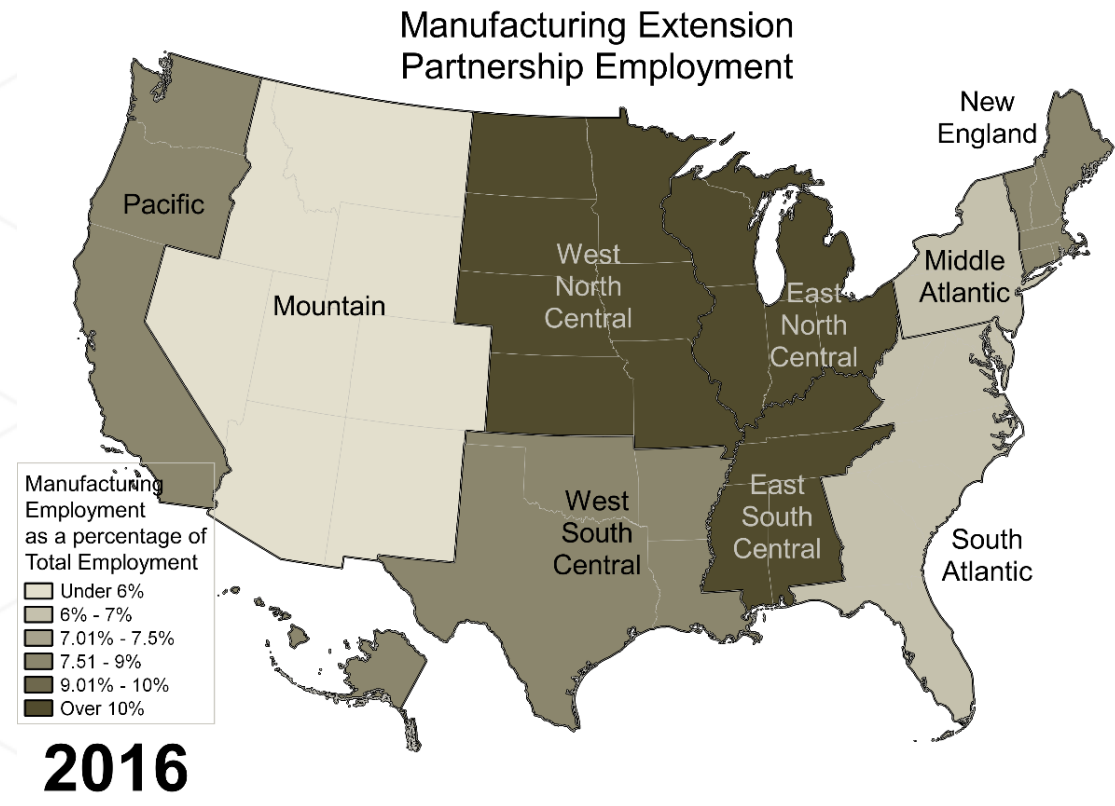 Manufacturing Extension
Partnership Employment
New
England
Pacific
Middle
Atlantic
West
North
Central
East
North
Central
Mountain
West
South
Central
East
South
Central
South
Atlantic
Manufacturing
Employment
as a percentage of
Total Employment
Under 6%
6% - 7%
7.01% - 7.5%
7.51 - 9%
9.01% - 10%
Over 10%
2016